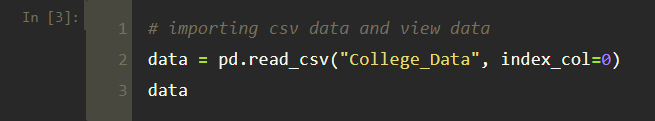 In [3]:
1 # importing csv data and view data
2 data = pd.read_csv("College_Data", index_col=0)
3 data